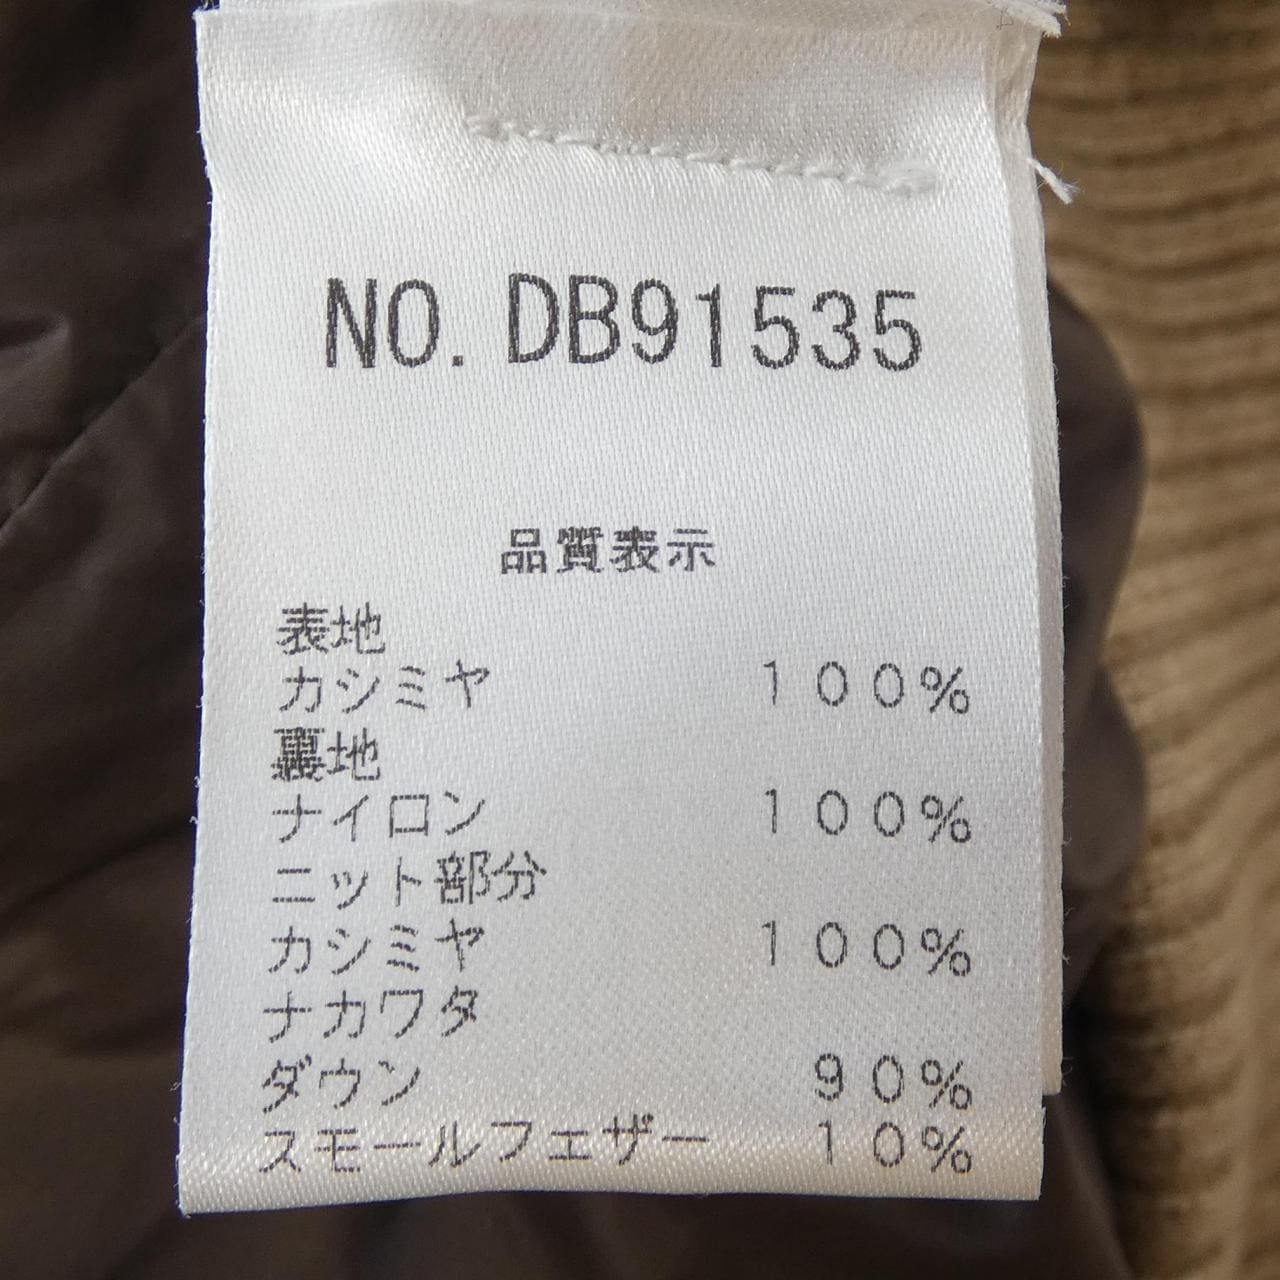 NO. DB91535
品質表示
表地
カシミヤ 100%
裏地
ナイロン 100%
ニット部分
カシミヤ 100%
ナカワタ
ダウン 90%
スモールフェザー 10%